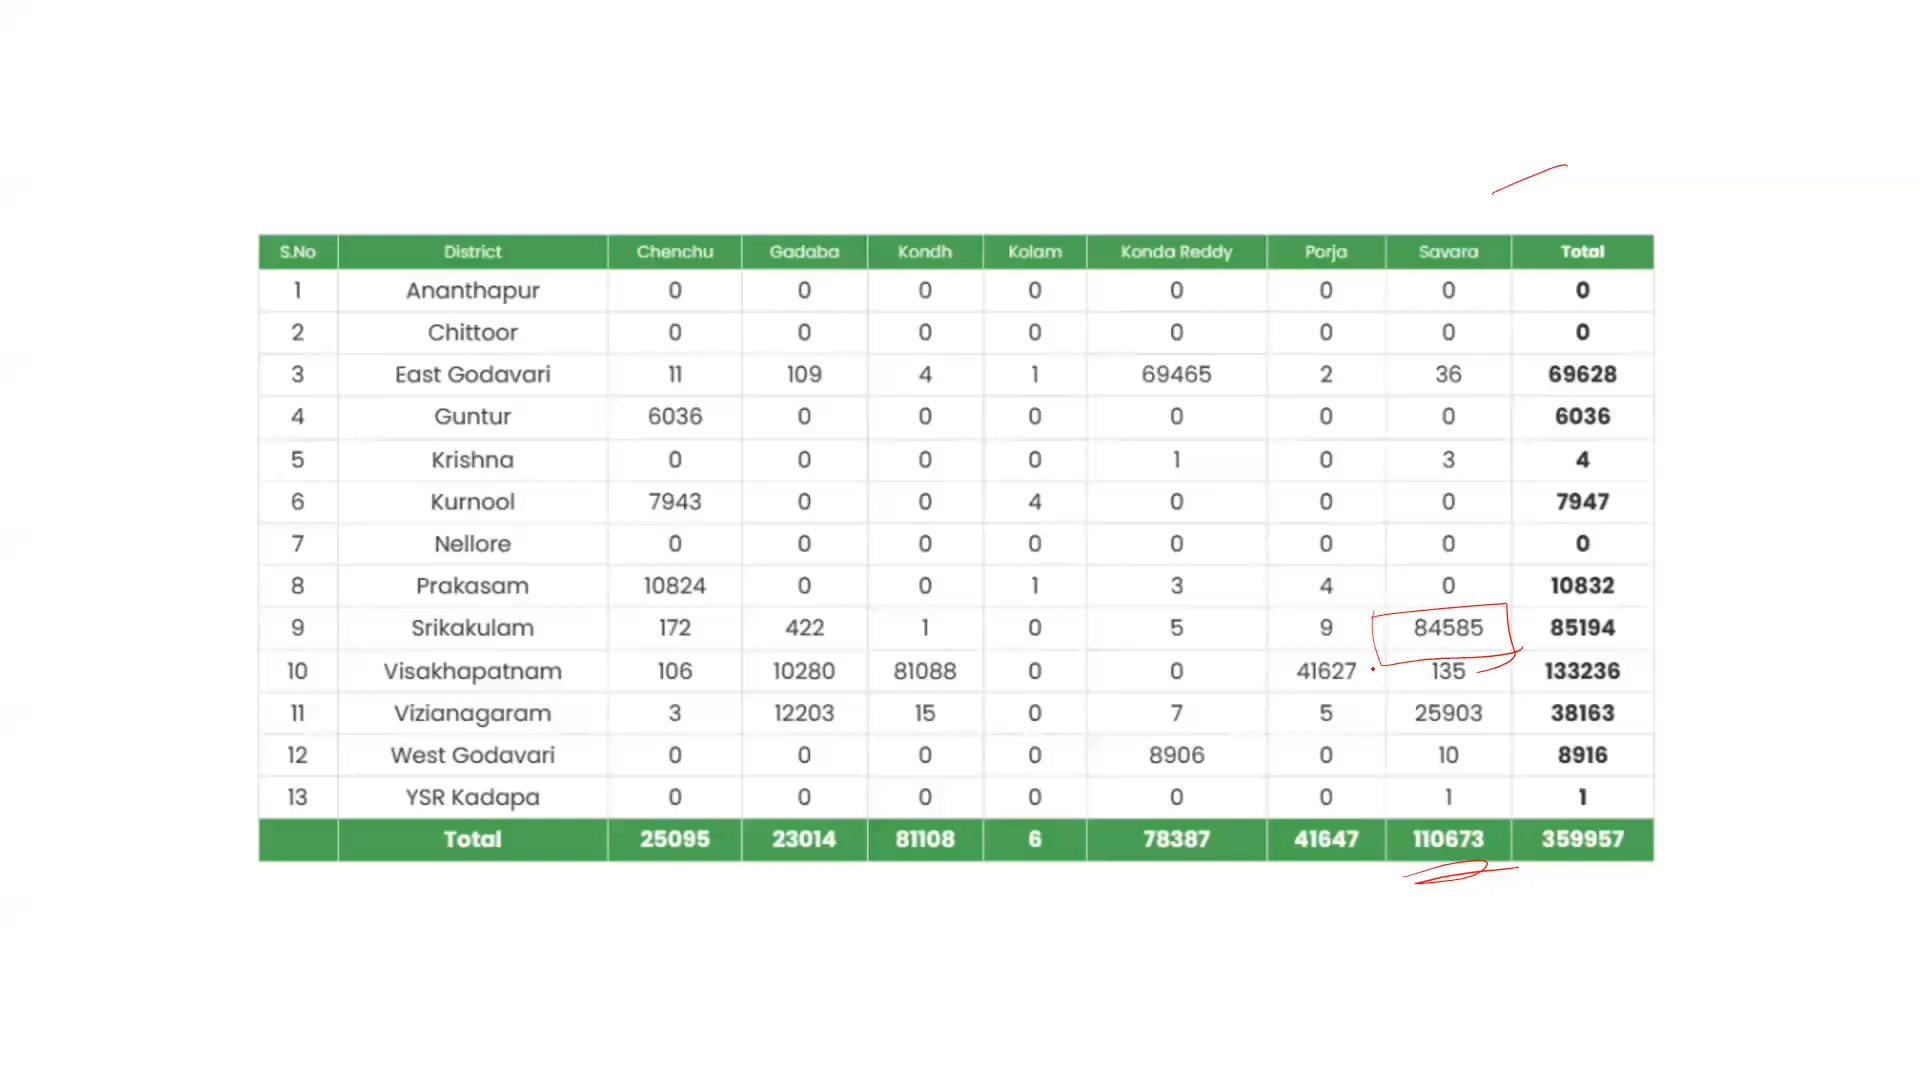 S.No District Chenchu Gadaba Kondh Kolam Konda Reddy Porja Savara Total
1 Ananthapur 0 0 0 0 0 0 0 0
2 Chittoor 0 0 0 0 0 0 0 0
3 East Godavari 11 109 4 1 69465 2 36 69628
4 Guntur 6036 0 0 0 0 0 0 6036
5 Krishna 0 0 0 0 1 0 3 4
6 Kurnool 7943 0 0 4 0 0 0 7947
7 Nellore 0 0 0 0 0 0 0 0
8 Prakasam 10824 0 0 1 3 4 0 10832
9 Srikakulam 172 422 1 0 5 9 84585 85194
10 Visakhapatnam 106 10280 81088 0 0 41627 135 133236
11 Vizianagaram 3 12203 15 0 7 5 25903 38163
12 West Godavari 0 0 0 0 8906 0 10 8916
13 YSR Kadapa 0 0 0 0 0 0 1 1
Total 25095 23014 81108 6 78387 41647 110673 359957